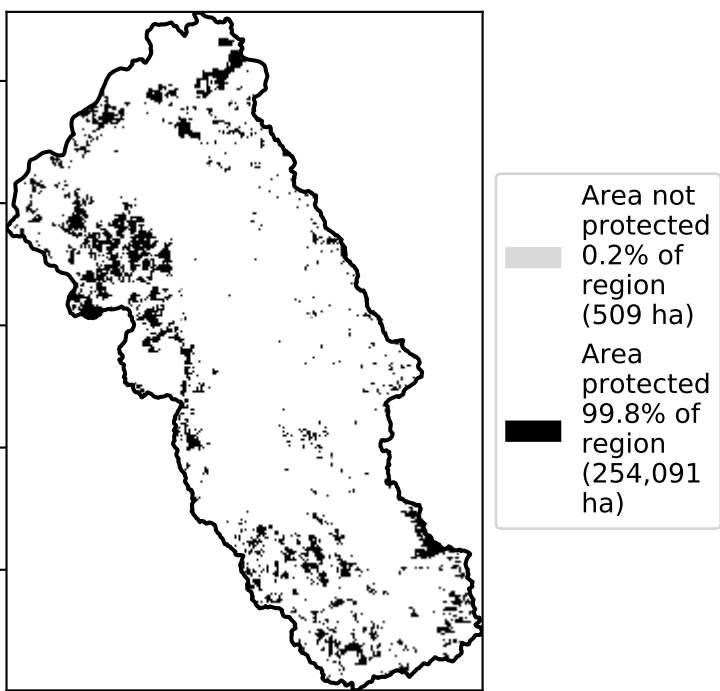 Area not
protected
0.2% of
region
(509 ha)
Area
protected
99.8% of
region
(254,091
ha)